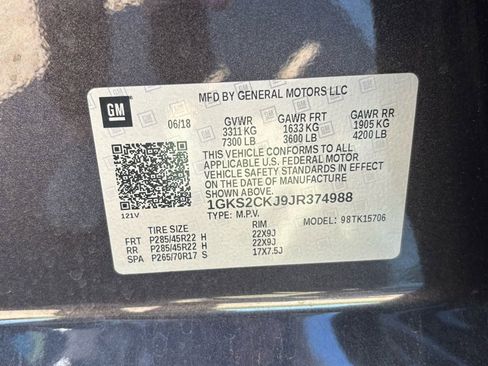 GM
MFD BY GENERAL MOTORS LLC
06/18 GVWR GAWR FRT GAWR RR
3311 KG 1633 KG 1905 KG
7300 LB 3600 LB 4200 LB
THIS VEHICLE CONFORMS TO ALL
APPLICABLE U.S. FEDERAL MOTOR
VEHICLE SAFETY STANDARDS IN EFFECT
ON THE DATE OF MANUFACTURE SHOWN ABOVE.
1GKS2CKJ9JR374988
121V TYPE: M.P.V. MODEL: 98TK15706
TIRE SIZE RIM
FRT P285/45R22 H 22X9J
RR P285/45R22 H 22X9J
SPA P265/70R17 S 17X7.5J